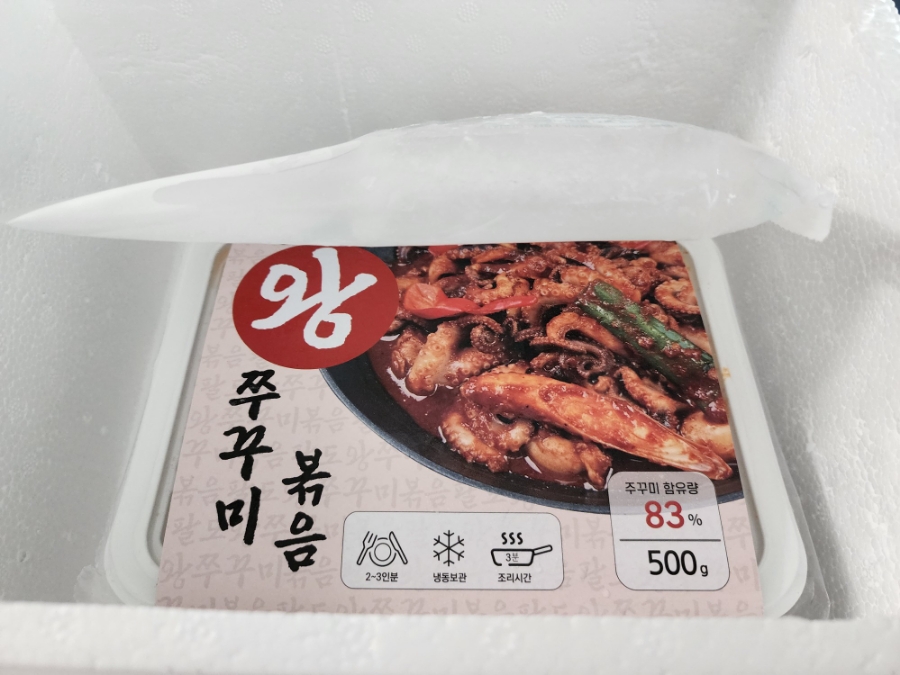 왕
쭈꾸미
볶음
2~3인분
냉동보관
3분
조리시간
주꾸미 함유량
83%
500g